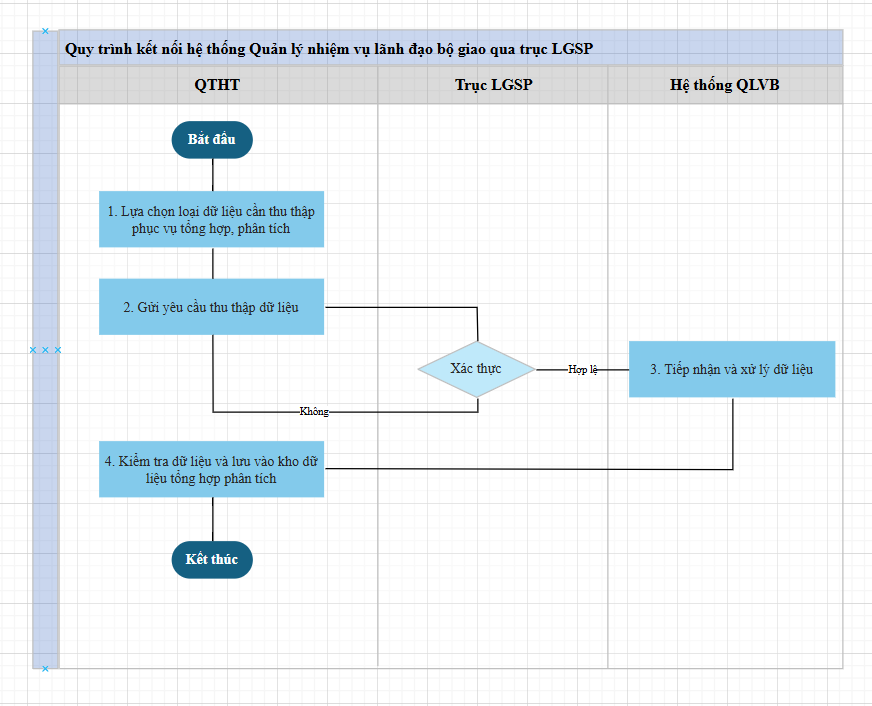 Quy trình kết nối hệ thống Quản lý nhiệm vụ lãnh đạo bộ giao qua trục LGSP
QTHT
Trục LGSP
Hệ thống QLVB
Bắt đầu
1. Lựa chọn loại dữ liệu cần thu thập
phục vụ tổng hợp, phân tích
2. Gửi yêu cầu thu thập dữ liệu
Xác thực
Hợp lệ
3. Tiếp nhận và xử lý dữ liệu
Không
4. Kiểm tra dữ liệu và lưu vào kho dữ
liệu tổng hợp phân tích
Kết thúc